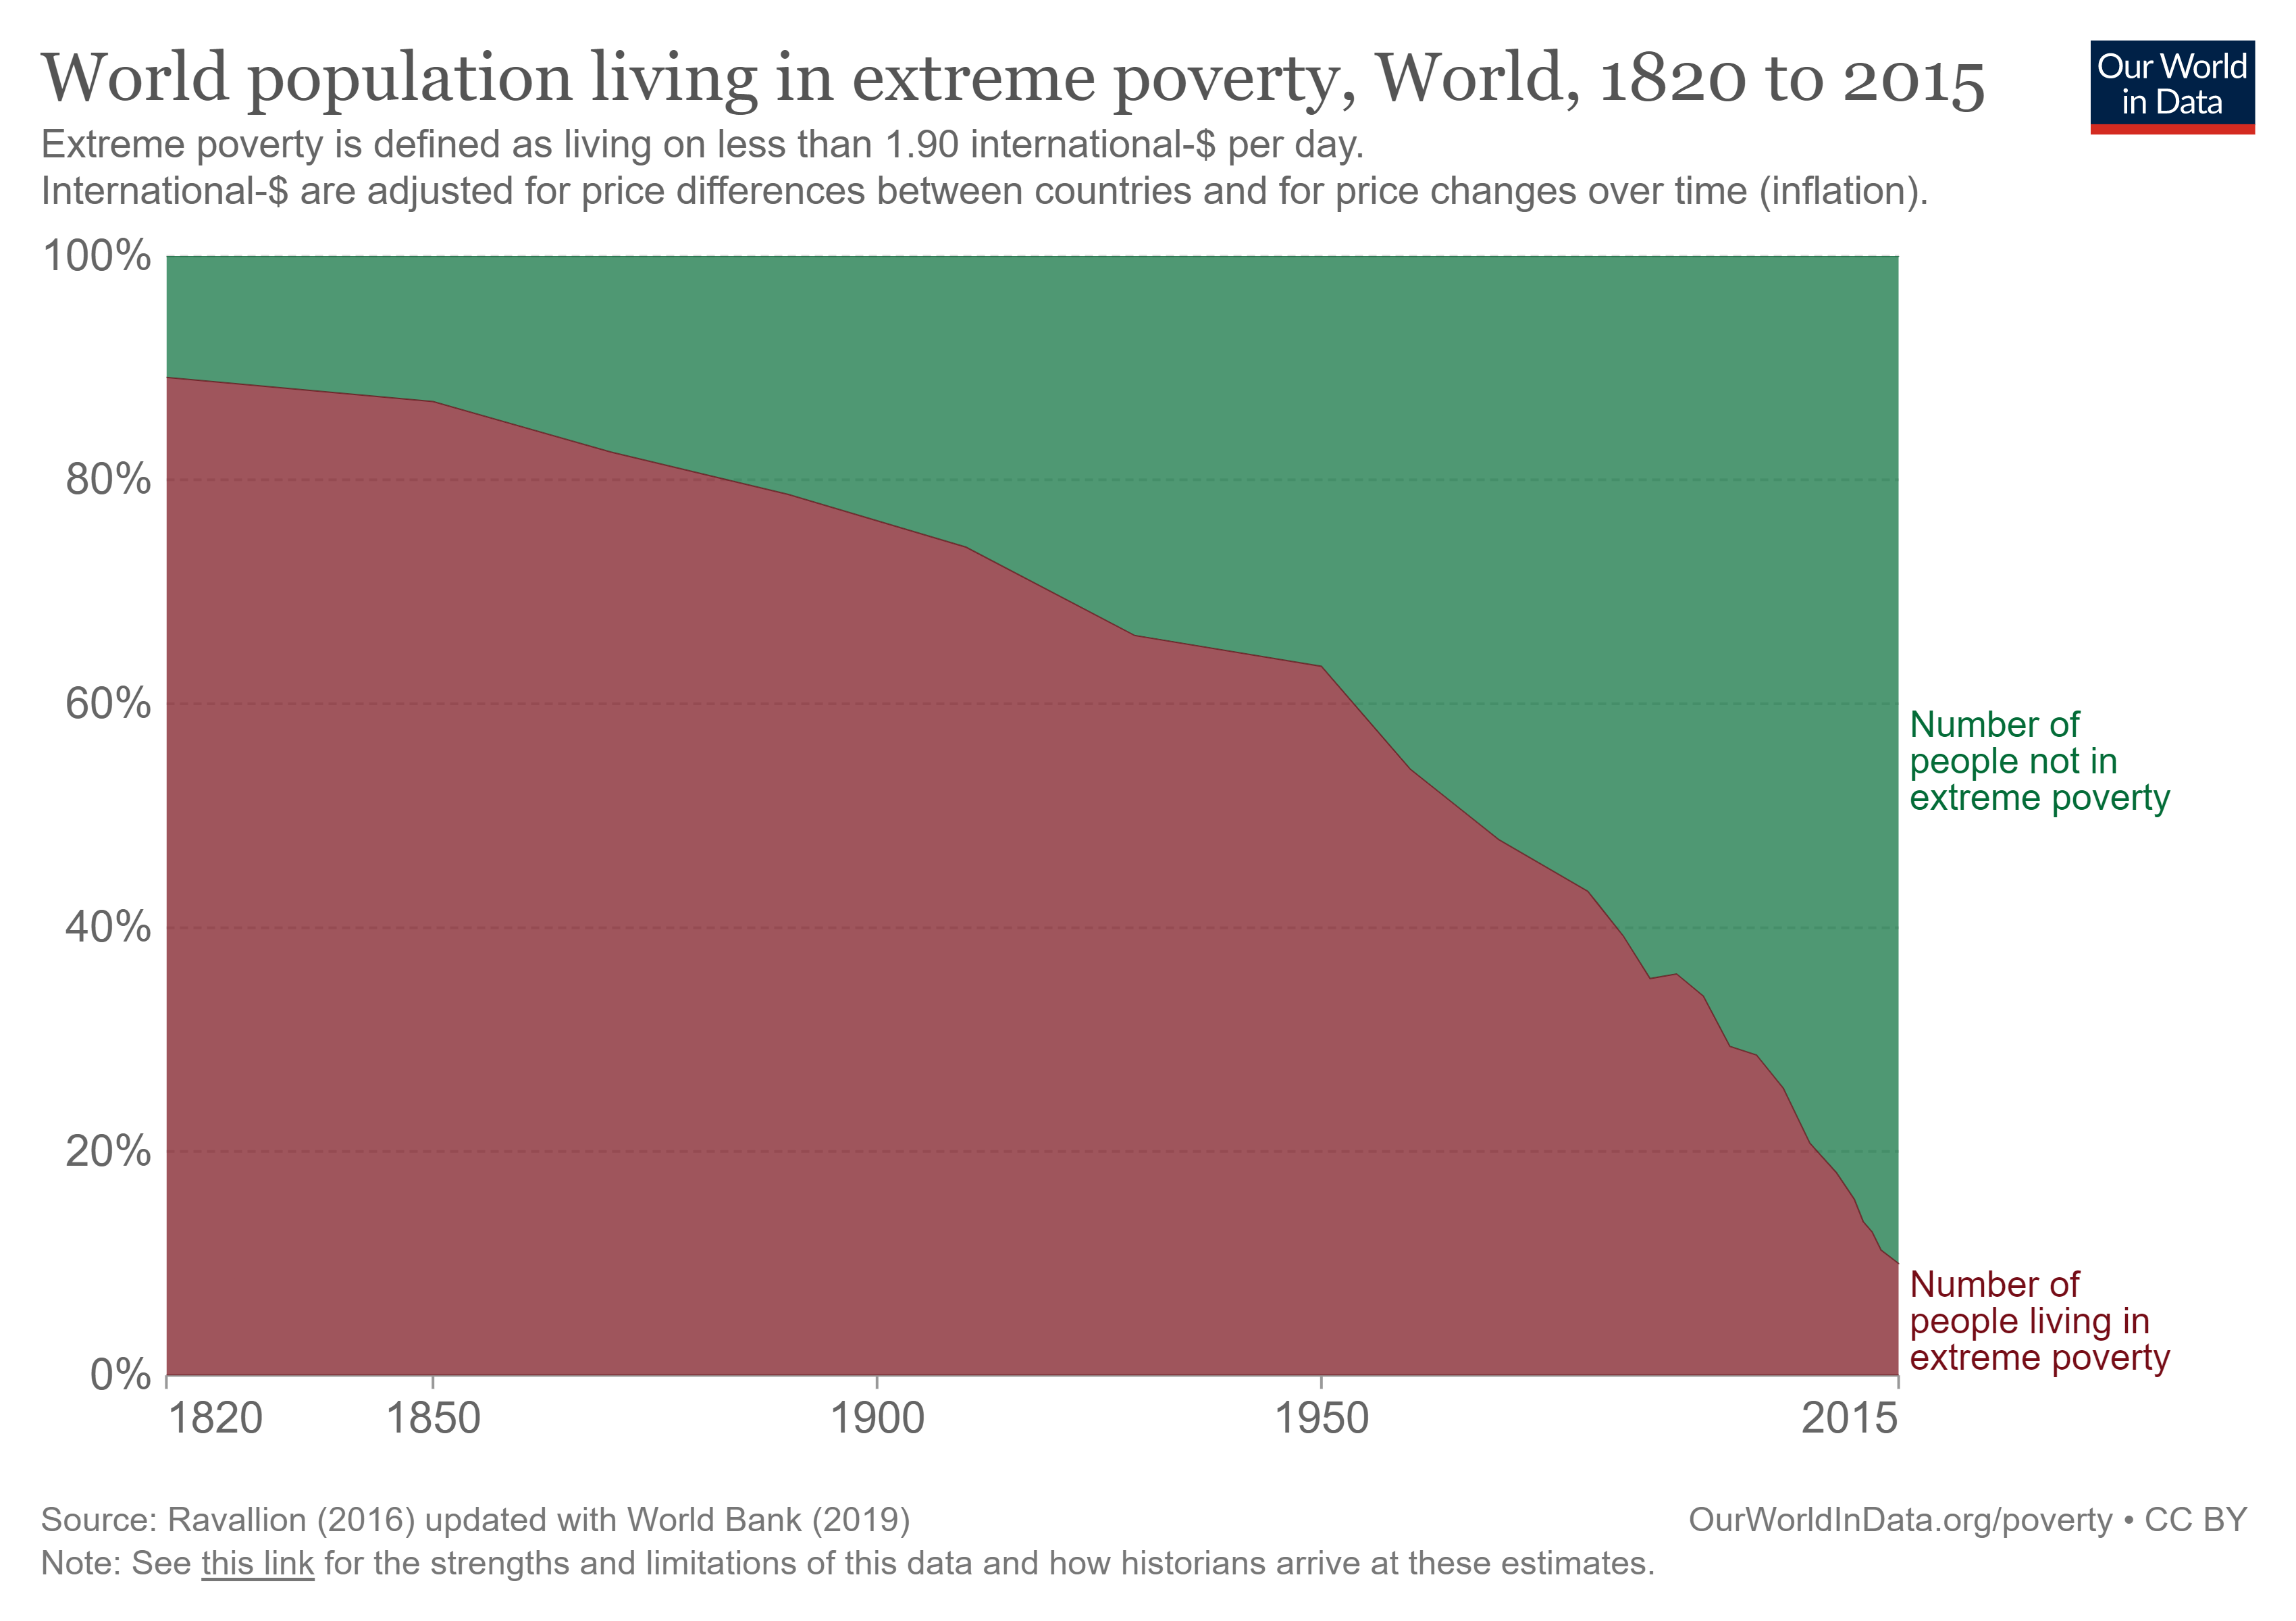 World population living in extreme poverty, World, 1820 to 2015
Our World
in Data
Extreme poverty is defined as living on less than 1.90 international-$ per day.
International-$ are adjusted for price differences between countries and for price changes over time (inflation).
100%
80%
60%
40%
20%
0%
Number of
people not in
extreme poverty
Number of
people living in
extreme poverty
1820
1850
1900
1950
2015
Source: Ravallion (2016) updated with World Bank (2019)
OurWorldInData.org/poverty • CC BY
Note: See this link for the strengths and limitations of this data and how historians arrive at these estimates.